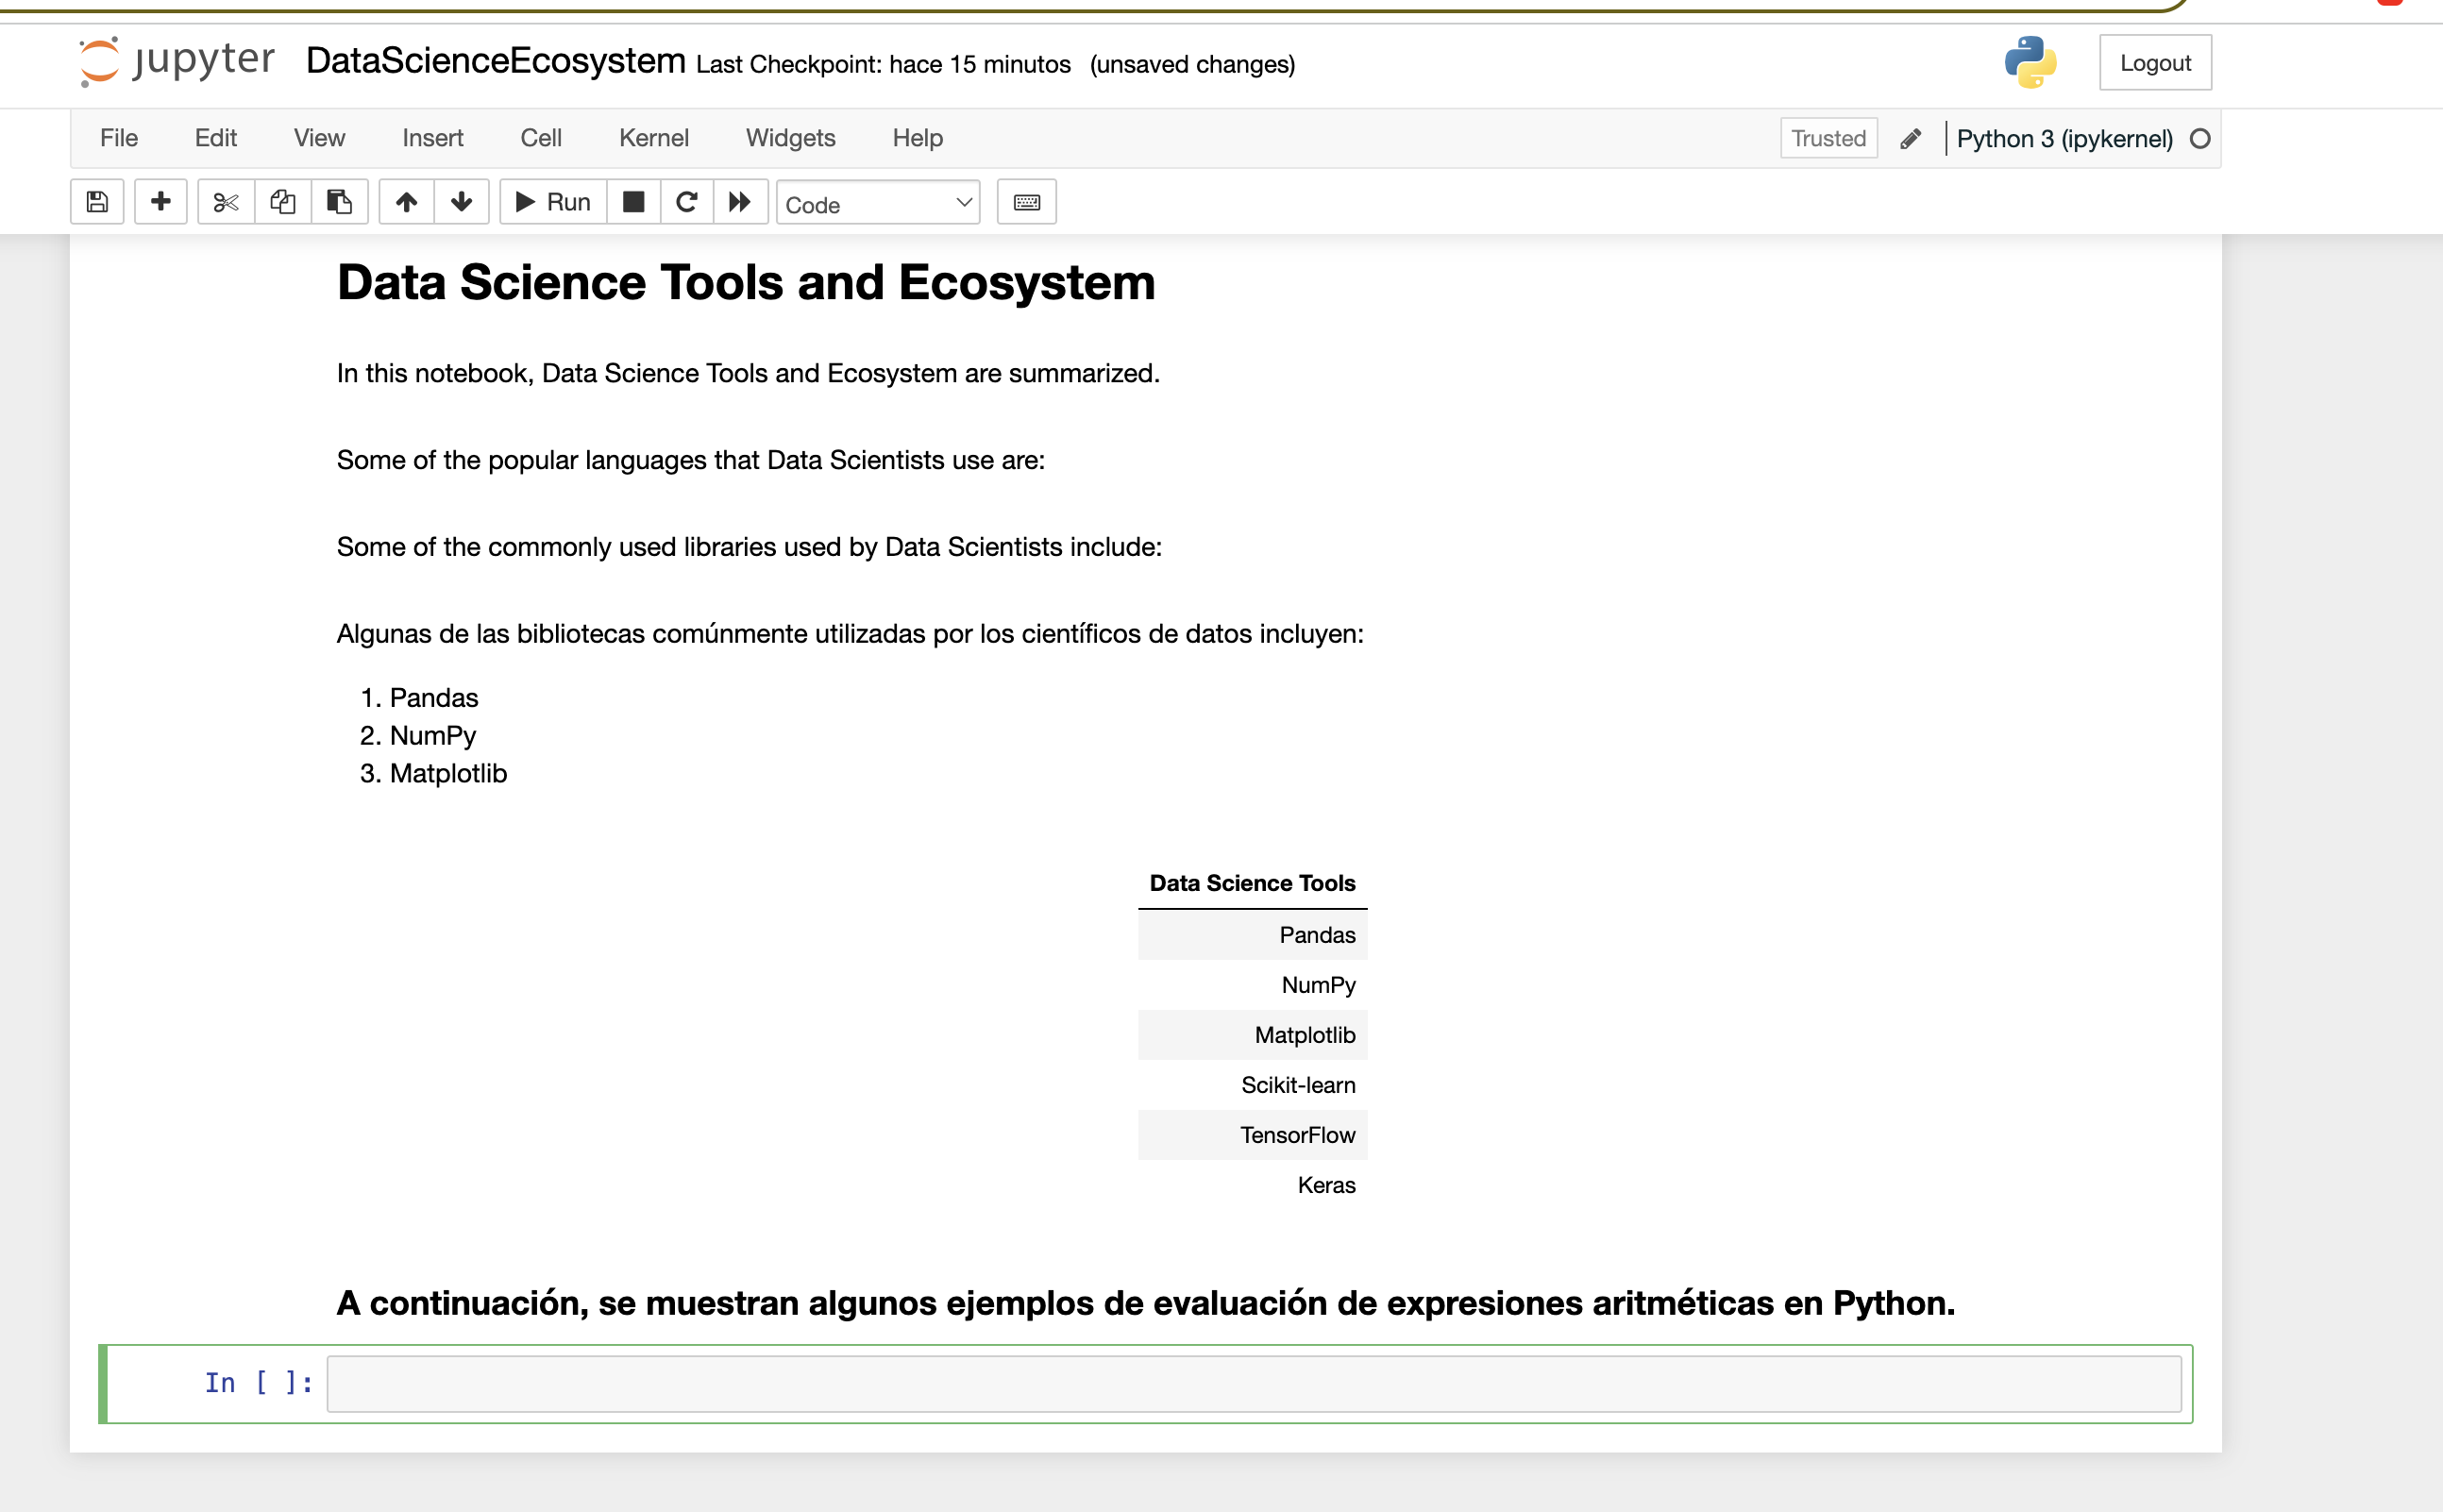 jupyter DataScienceEcosystem Last Checkpoint: hace 15 minutos (unsaved changes) Logout
File Edit View Insert Cell Kernel Widgets Help Trusted Python 3 (ipykernel)
Run Code
Data Science Tools and Ecosystem
In this notebook, Data Science Tools and Ecosystem are summarized.
Some of the popular languages that Data Scientists use are:
Some of the commonly used libraries used by Data Scientists include:
Algunas de las bibliotecas comúnmente utilizadas por los científicos de datos incluyen:
1. Pandas
2. NumPy
3. Matplotlib
Data Science Tools
Pandas
NumPy
Matplotlib
Scikit-learn
TensorFlow
Keras
A continuación, se muestran algunos ejemplos de evaluación de expresiones aritméticas en Python.
In [ ]: